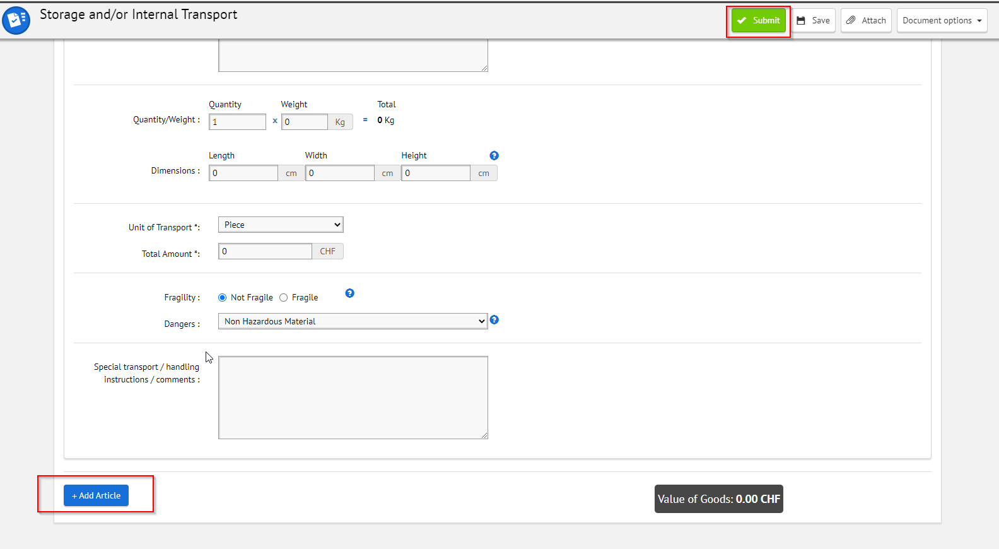 Storage and/or Internal Transport
Submit Save Attach Document options
Quantity Weight Total
Quantity/Weight : 1 x 0 Kg = 0 Kg
Length Width Height ?
Dimensions : 0 cm 0 cm 0 cm
Unit of Transport *: Piece
Total Amount *: 0 CHF
Fragility : Not Fragile Fragile ?
Dangers : Non Hazardous Material ?
Special transport / handling
instructions / comments :
+ Add Article Value of Goods: 0.00 CHF